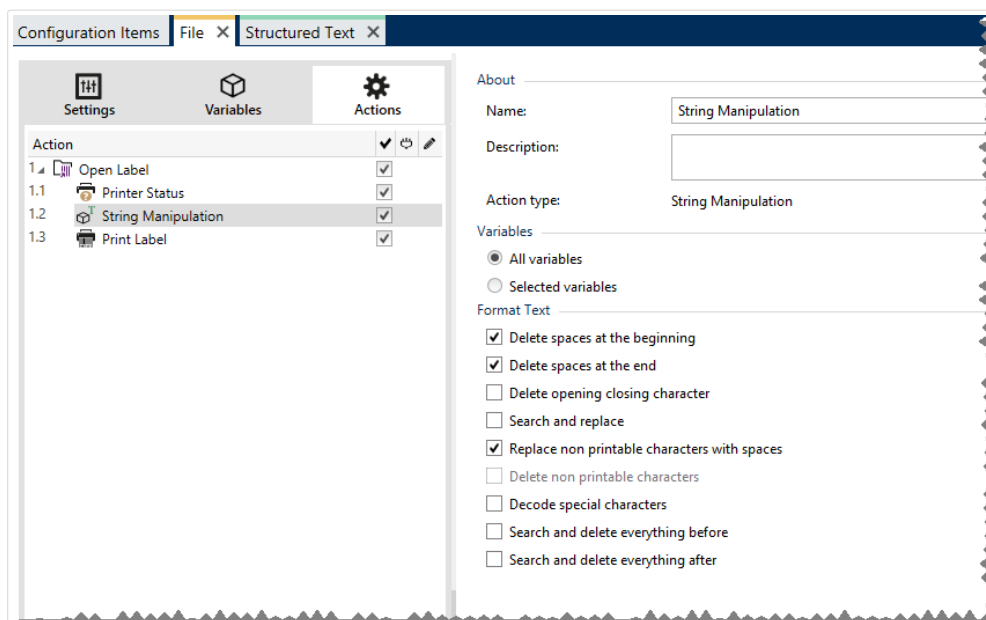 Configuration Items File Structured Text
Settings Variables Actions
Action
1 Open Label
1.1 Printer Status
1.2 String Manipulation
1.3 Print Label
About
Name: String Manipulation
Description:
Action type: String Manipulation
Variables
All variables
Selected variables
Format Text
Delete spaces at the beginning
Delete spaces at the end
Delete opening closing character
Search and replace
Replace non printable characters with spaces
Delete non printable characters
Decode special characters
Search and delete everything before
Search and delete everything after